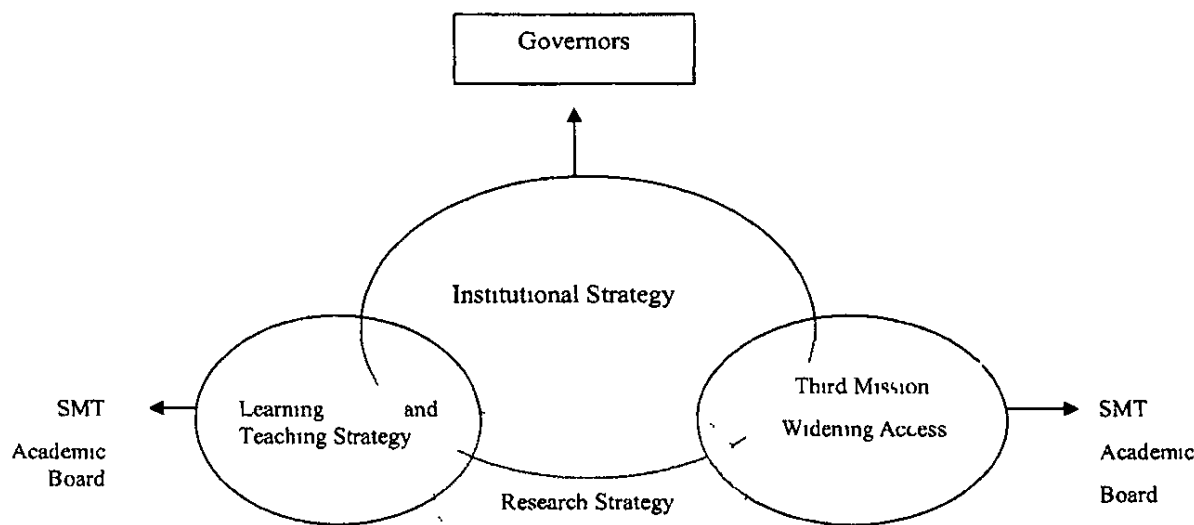 Governors
Institutional Strategy
Learning and
Teaching Strategy
Third Mission
Widening Access
SMT
Academic
Board
SMT
Academic
Board
Research Strategy